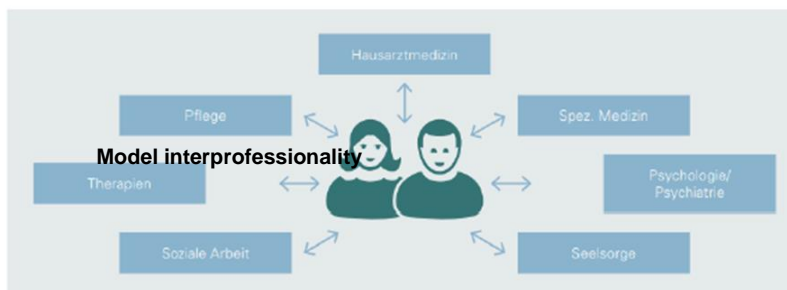 Hausarztmedizin
Pflege
Spez. Medizin
Model interprofessionality
Therapien
Psychologie/
Psychiatrie
Soziale Arbeit
Seelsorge